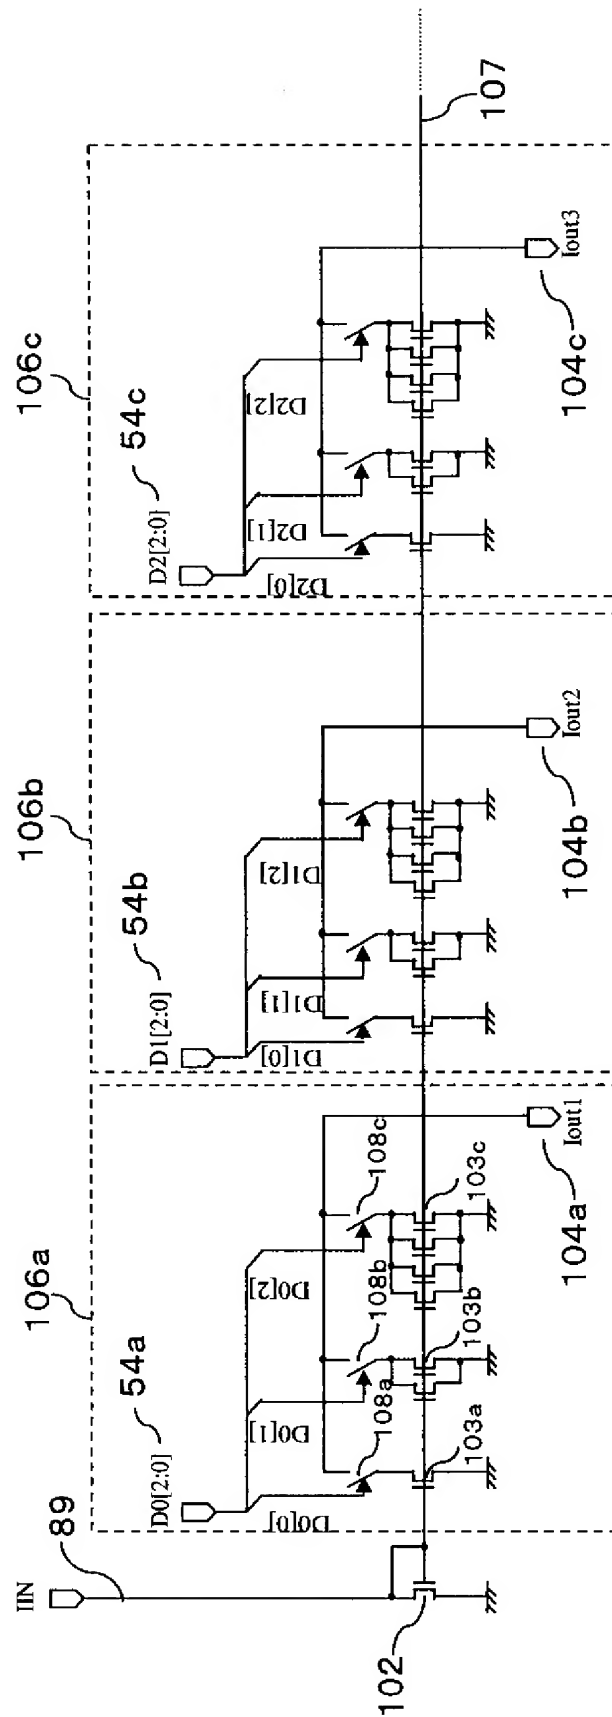 IIN
89
102
106a
54a
D0[2:0]
D0[0]
D0[1]
D0[2]
108a
108b
108c
103a
103b
103c
Iout1
104a
106b
54b
D1[2:0]
D1[0]
D1[1]
D1[2]
Iout2
104b
106c
54c
D2[2:0]
D2[0]
D2[1]
D2[2]
Iout3
104c
107